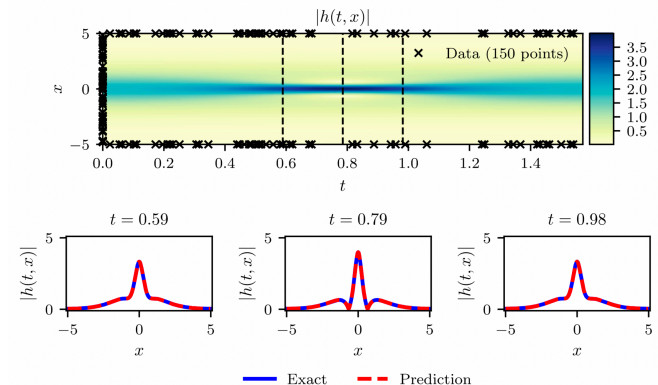 |h(t, x)|
5
0
−5
x
× Data (150 points)
0.0 0.2 0.4 0.6 0.8 1.0 1.2 1.4
t
3.5
3.0
2.5
2.0
1.5
1.0
0.5
t = 0.59
5
0
|h(t, x)|
−5 0 5
x
t = 0.79
5
0
|h(t, x)|
−5 0 5
x
t = 0.98
5
0
|h(t, x)|
−5 0 5
x
Exact
Prediction